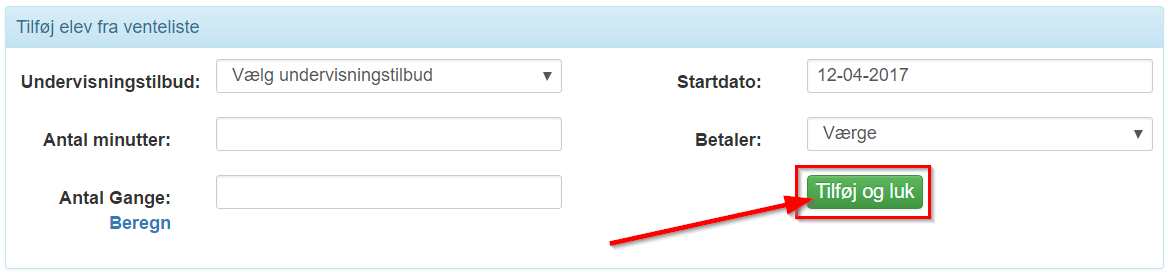 Tilføj elev fra venteliste
Undervisningstilbud: Vælg undervisningstilbud
Startdato: 12-04-2017
Antal minutter:
Betaler: Værge
Antal Gange:
Beregn
Tilføj og luk